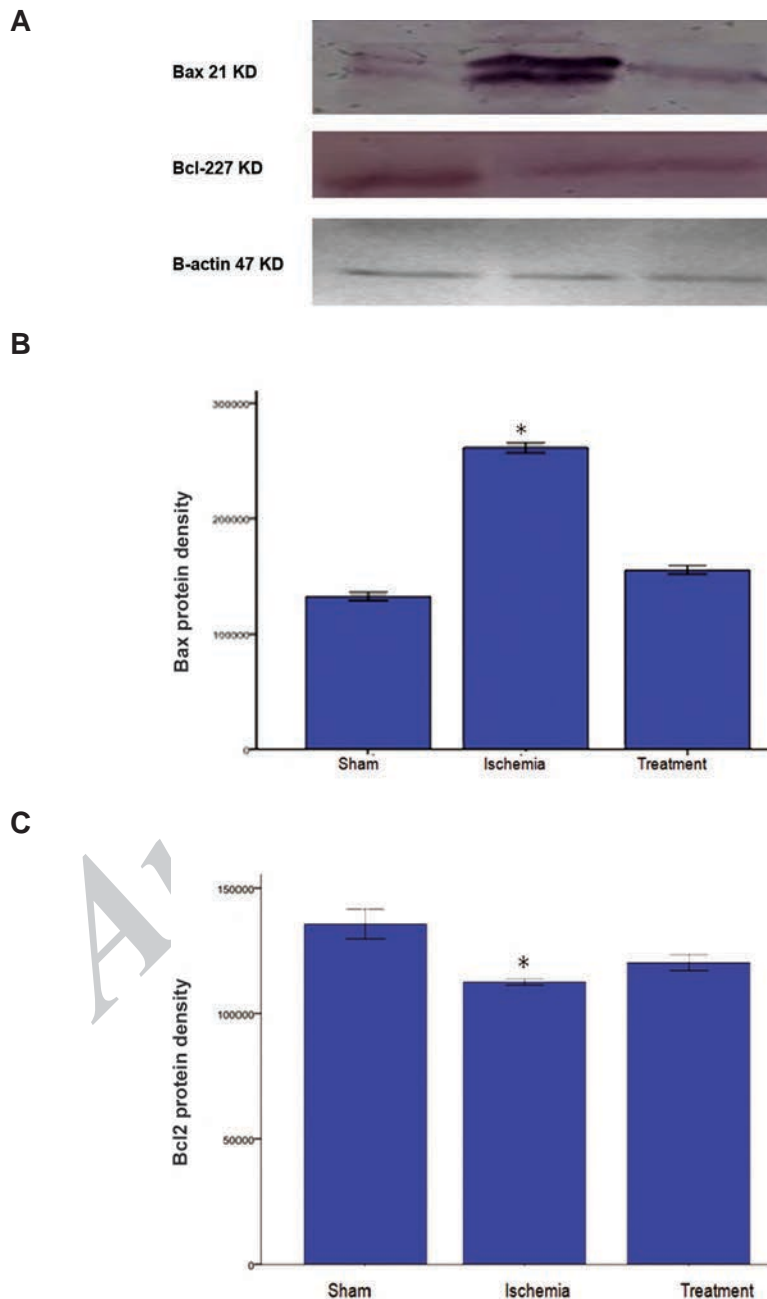 A
Bax 21 KD
Bcl-227 KD
B-actin 47 KD
B
300000
*
200000
Bax protein density
100000
0
Sham Ischemia Treatment
C
150000
*
100000
Bcl2 protein density
50000
0
Sham Ischemia Treatment